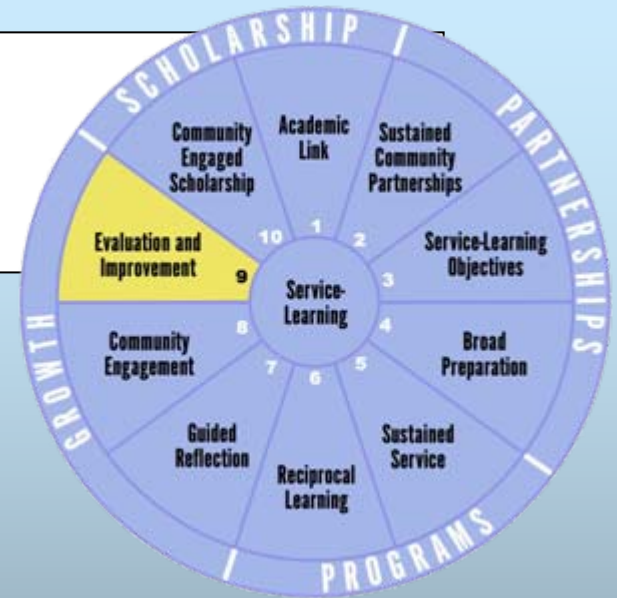 SCHOLARSHIP
PARTNERSHIPS
PROGRAMS
GROWTH
Academic
Link
1
Sustained
Community
Partnerships
2
Service-Learning
Objectives
3
Broad
Preparation
4
Sustained
Service
5
Reciprocal
Learning
6
Guided
Reflection
7
Community
Engagement
8
Evaluation and
Improvement
9
Community
Engaged
Scholarship
10
Service-
Learning